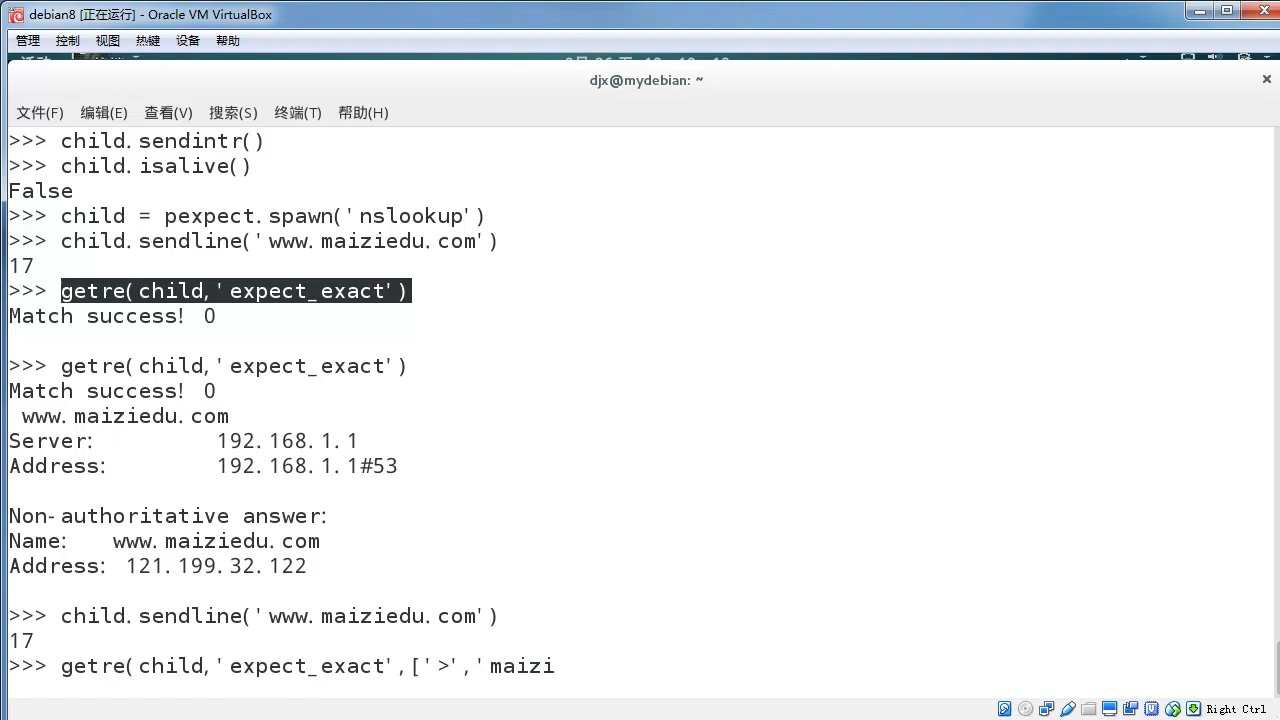 debian8 [正在运行] - Oracle VM VirtualBox
管理 控制 视图 热键 设备 帮助
djx@mydebian: ~
文件(F) 编辑(E) 查看(V) 搜索(S) 终端(T) 帮助(H)
>>> child.sendintr()
>>> child.isalive()
False
>>> child = pexpect.spawn('nslookup')
>>> child.sendline('www.maiziedu.com')
17
>>> getre(child,'expect_exact')
Match success! 0
>>> getre(child,'expect_exact')
Match success! 0
www.maiziedu.com
Server: 192.168.1.1
Address: 192.168.1.1#53
Non-authoritative answer:
Name: www.maiziedu.com
Address: 121.199.32.122
>>> child.sendline('www.maiziedu.com')
17
>>> getre(child,'expect_exact',['>','maizi
Right Ctrl